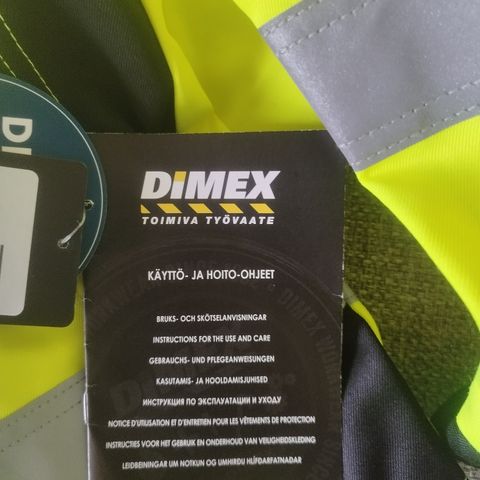 DIMEX
TOIMIVA TYÖVAATE
KÄYTTÖ- JA HOITO-OHJEET
BRUKS- OCH SKÖTSELANVISNINGAR
INSTRUCTIONS FOR THE USE AND CARE
GEBRAUCHS- UND PFLEGEANWEISUNGEN
KASUTAMIS- JA HOOLDAMISJUHISED
ИНСТРУКЦИЯ ПО ЭКСПЛУАТАЦИИ И УХОДУ
NOTICE D'UTILISATION ET D'ENTRETIEN POUR LES VÊTEMENTS DE PROTECTION
INSTRUCTIES VOOR HET GEBRUIK EN ONDERHOUD VAN VEILIGHEIDSKLEDING
LEIÐBEININGAR UM NOTKUN OG UMHIRÐU HLÍFÐARFATNAÐAR
DI
DIMEX